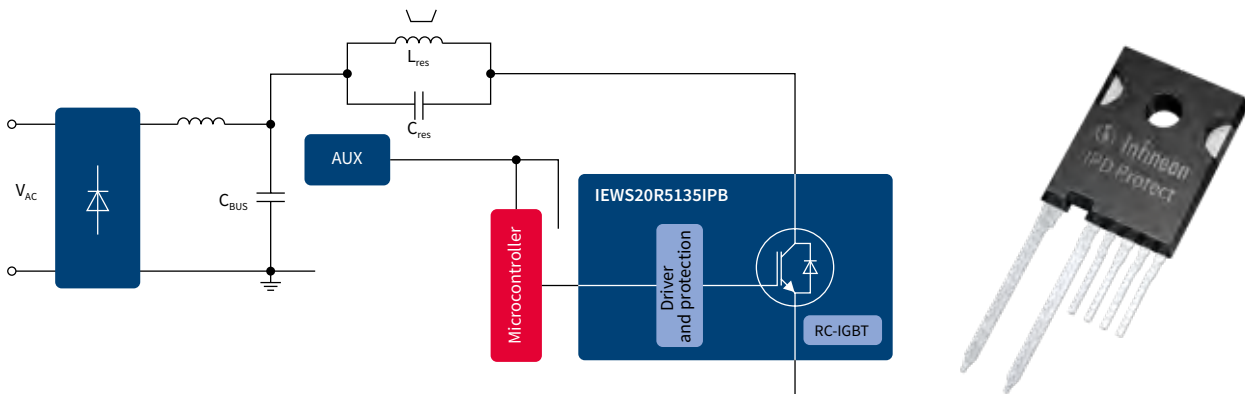 L_res
C_res
AUX
V_AC
C_BUS
IEWS20R5135IPB
Microcontroller
Driver
and protection
RC-IGBT
Infineon
IPD Protect